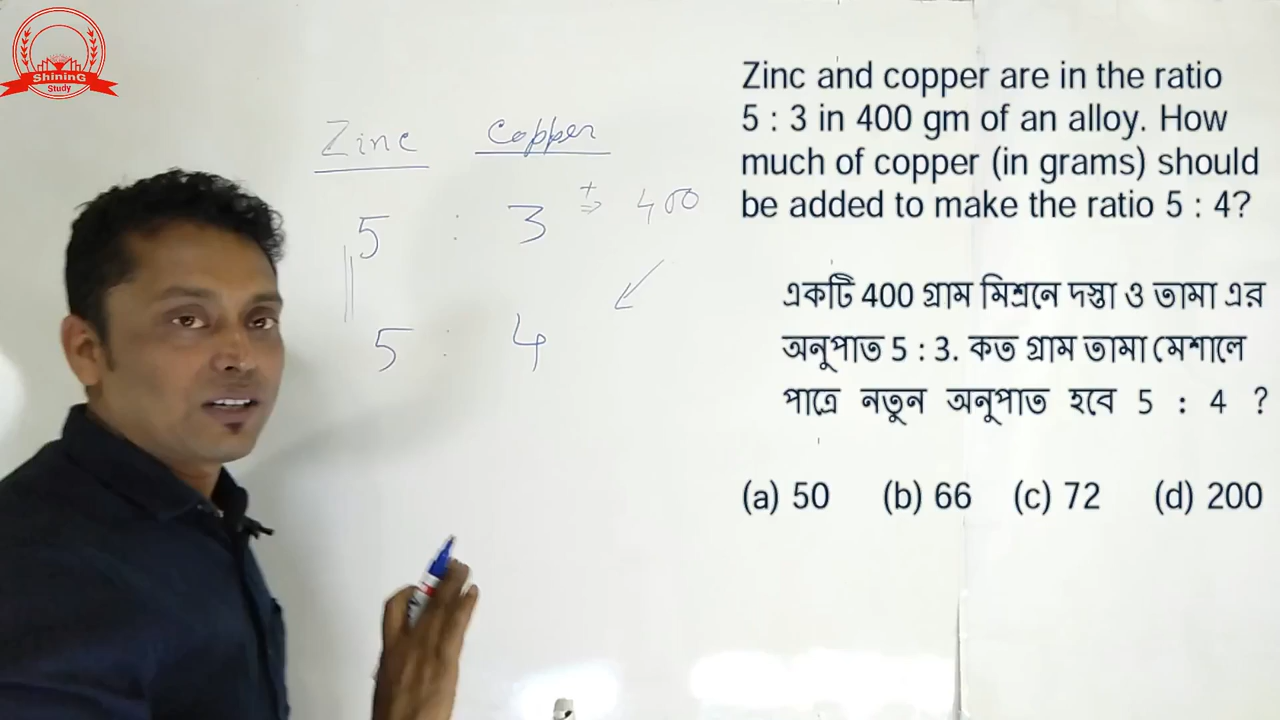 ShininG
Study
Zinc Copper
5 : 3 ⇒ 400
5 : 4
Zinc and copper are in the ratio
5 : 3 in 400 gm of an alloy. How
much of copper (in grams) should
be added to make the ratio 5 : 4?
একটি 400 গ্রাম মিশ্রনে দস্তা ও তামা এর
অনুপাত 5 : 3. কত গ্রাম তামা মেশালে
পাত্রে নতুন অনুপাত হবে 5 : 4 ?
(a) 50 (b) 66 (c) 72 (d) 200